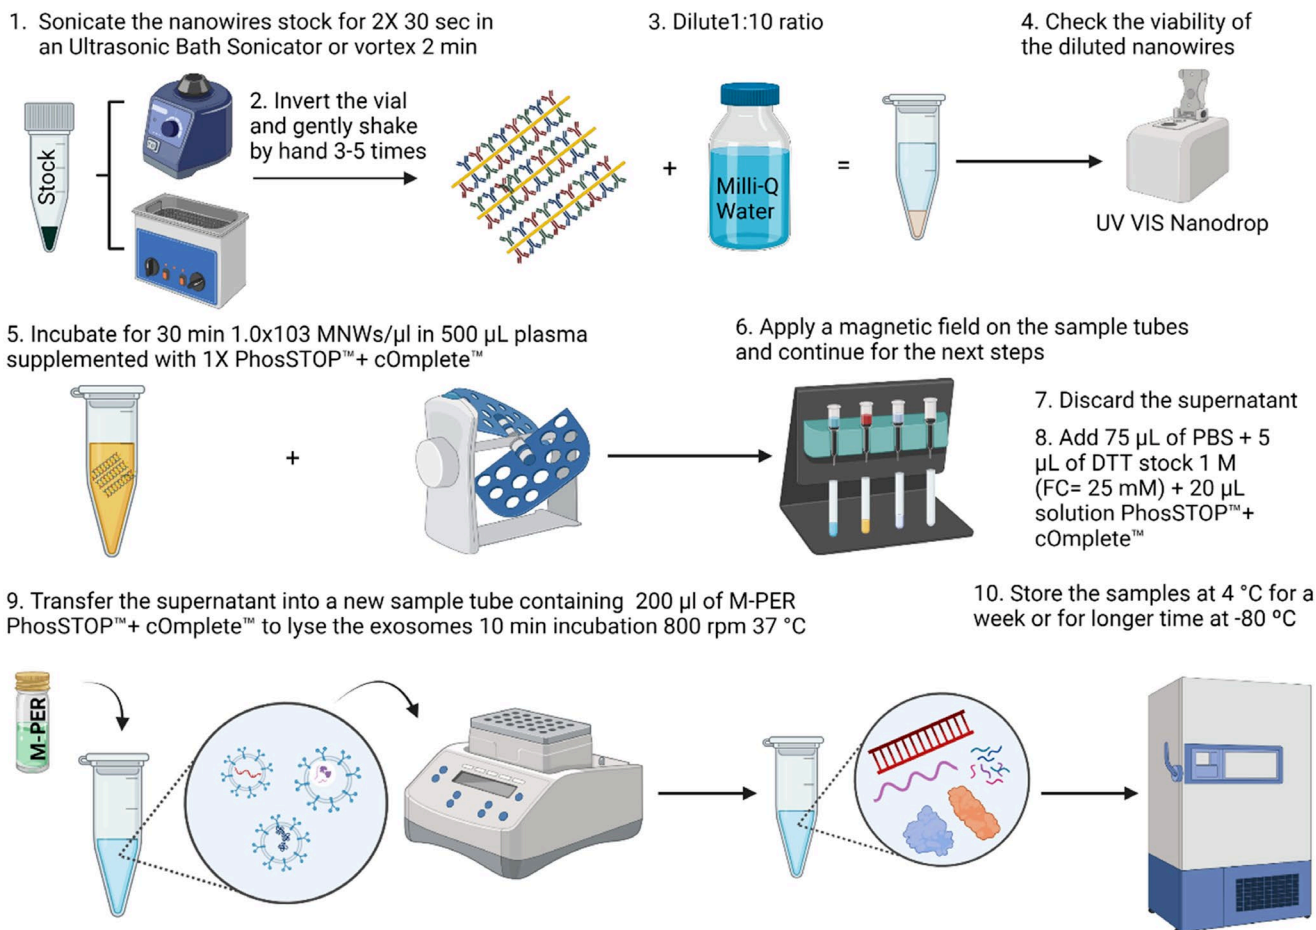 1. Sonicate the nanowires stock for 2X 30 sec in
an Ultrasonic Bath Sonicator or vortex 2 min
Stock
2. Invert the vial
and gently shake
by hand 3-5 times
3. Dilute1:10 ratio
+
Milli-Q
Water
=
4. Check the viability of
the diluted nanowires
UV VIS Nanodrop
5. Incubate for 30 min 1.0x103 MNWs/µl in 500 µL plasma
supplemented with 1X PhosSTOP™+ cOmplete™
+
6. Apply a magnetic field on the sample tubes
and continue for the next steps
7. Discard the supernatant
8. Add 75 µL of PBS + 5
µL of DTT stock 1 M
(FC= 25 mM) + 20 µL
solution PhosSTOP™+
cOmplete™
9. Transfer the supernatant into a new sample tube containing 200 µl of M-PER
PhosSTOP™+ cOmplete™ to lyse the exosomes 10 min incubation 800 rpm 37 °C
M-PER
10. Store the samples at 4 °C for a
week or for longer time at -80 ºC